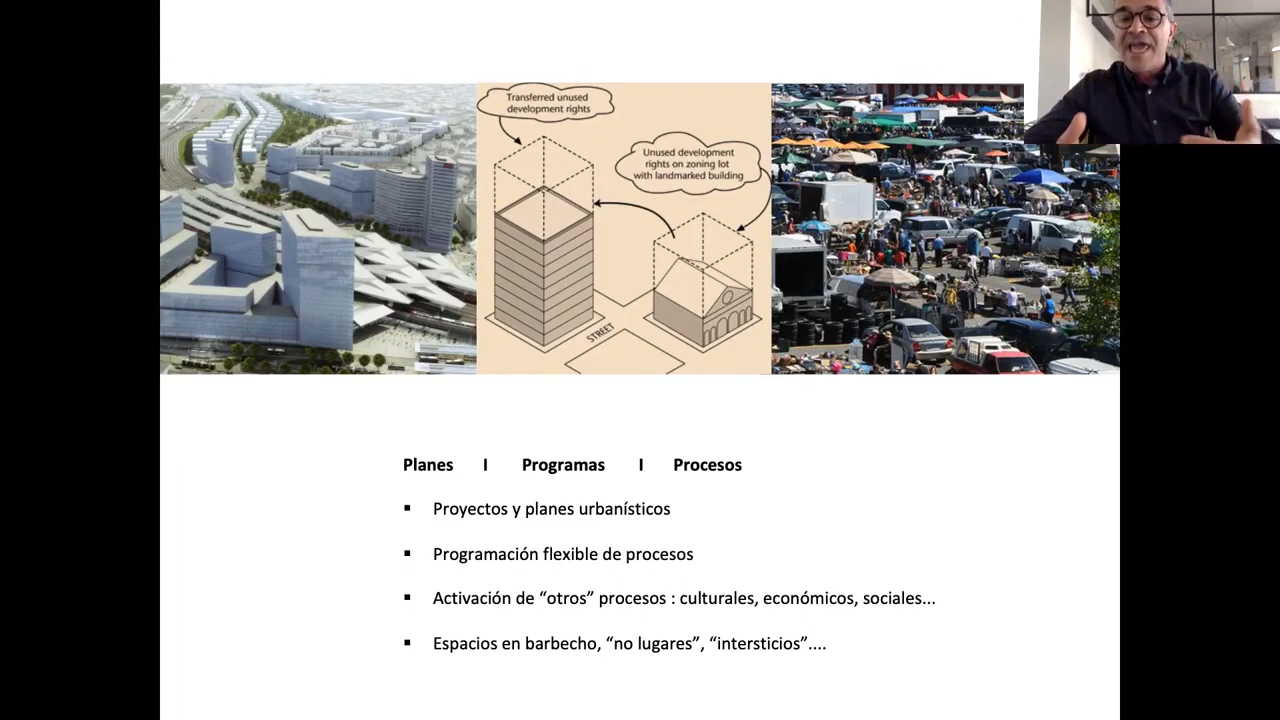 Transferred unused
development rights
Unused development
rights on zoning lot
with landmarked building
STREET
Planes I Programas I Procesos
▪ Proyectos y planes urbanísticos
▪ Programación flexible de procesos
▪ Activación de “otros” procesos : culturales, económicos, sociales...
▪ Espacios en barbecho, “no lugares”, “intersticios”....